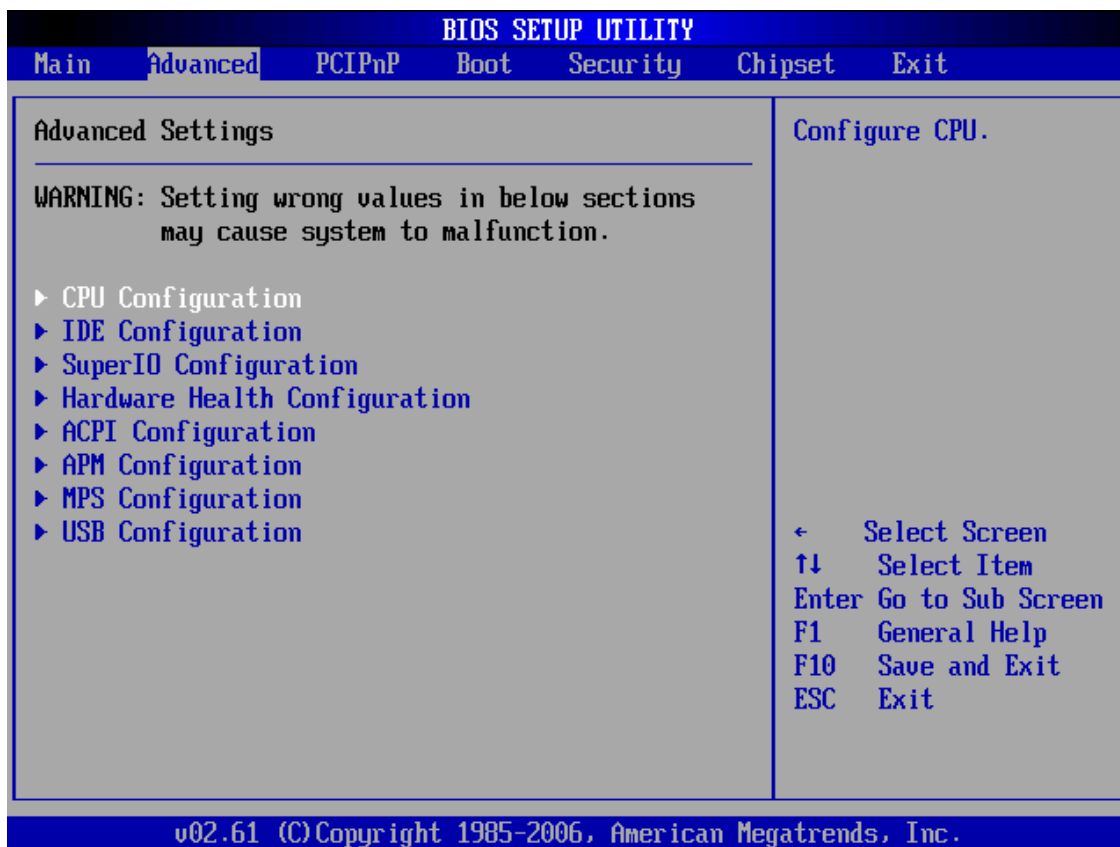 BIOS SETUP UTILITY
Main Advanced PCIPnP Boot Security Chipset Exit
Advanced Settings
WARNING: Setting wrong values in below sections
may cause system to malfunction.
▶ CPU Configuration
▶ IDE Configuration
▶ SuperIO Configuration
▶ Hardware Health Configuration
▶ ACPI Configuration
▶ APM Configuration
▶ MPS Configuration
▶ USB Configuration
Configure CPU.
← Select Screen
↑↓ Select Item
Enter Go to Sub Screen
F1 General Help
F10 Save and Exit
ESC Exit
v02.61 (C)Copyright 1985-2006, American Megatrends, Inc.